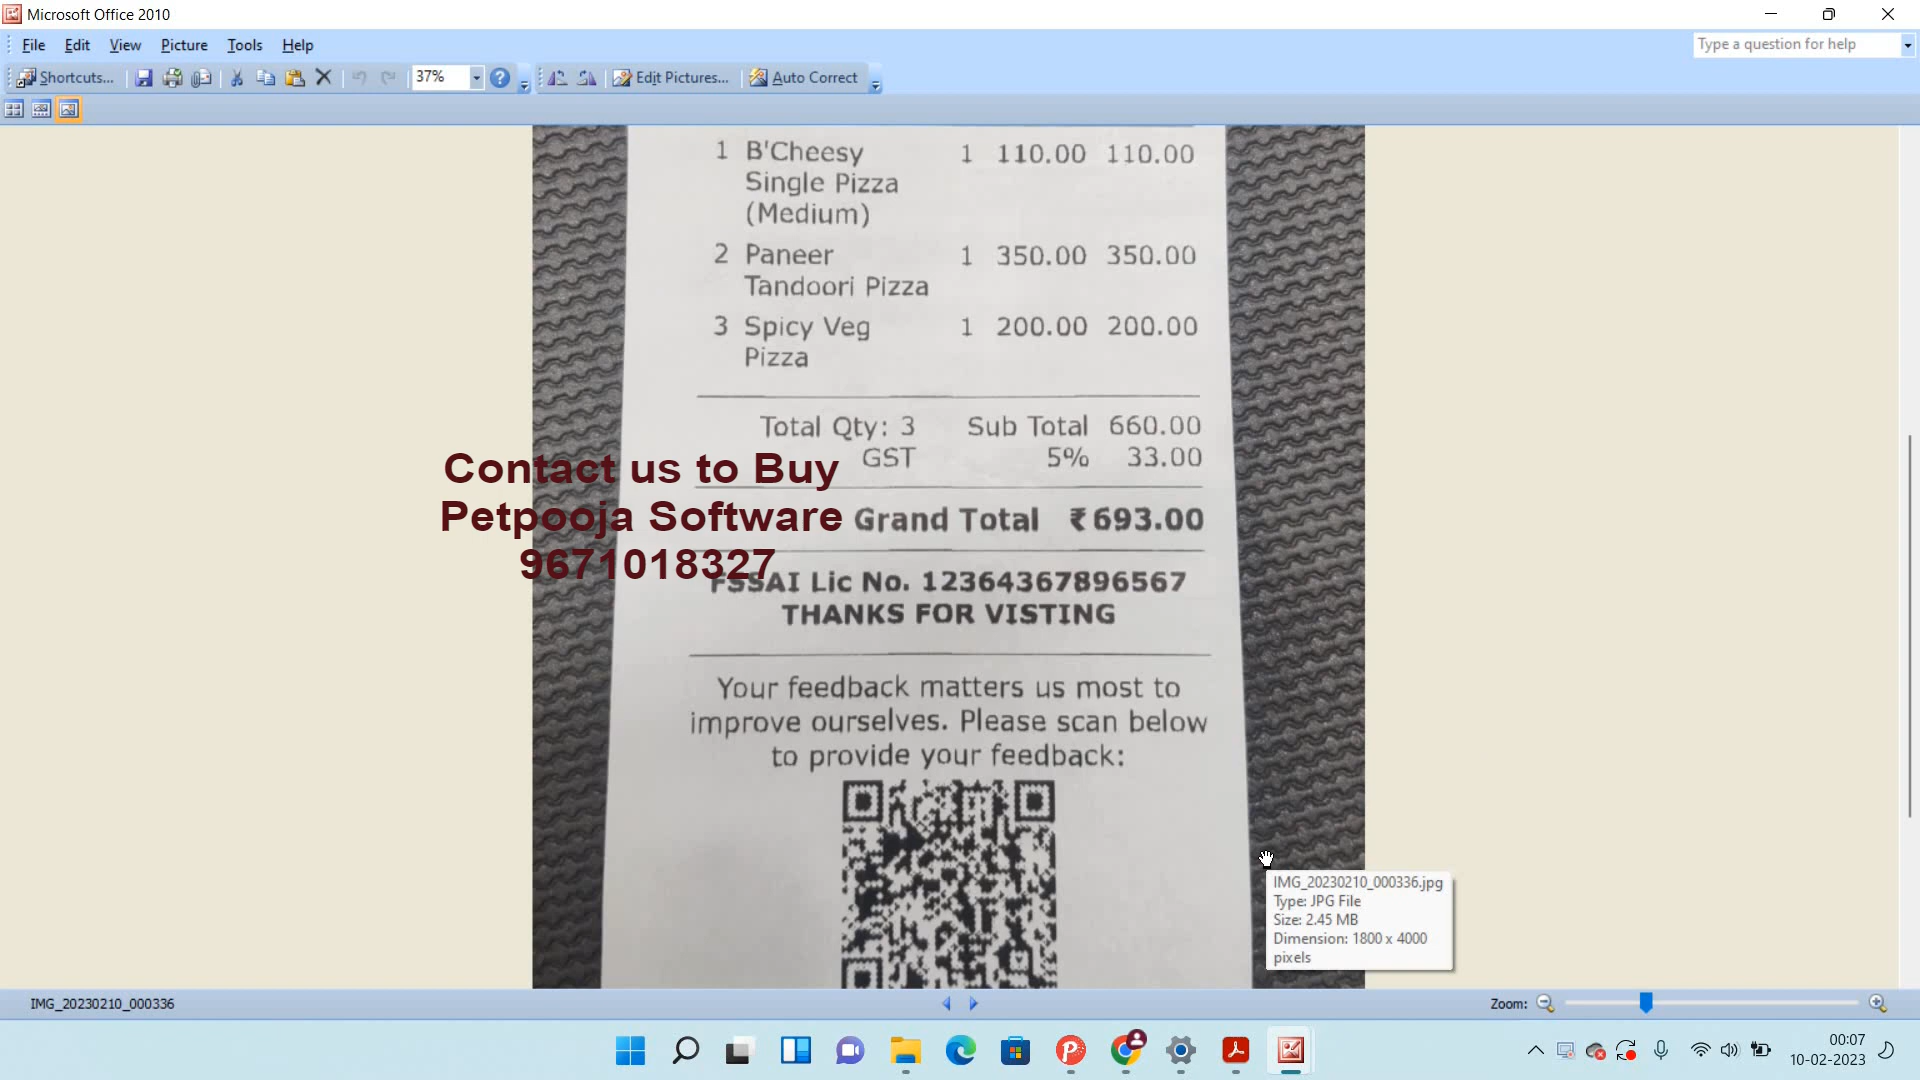 Microsoft Office 2010
File Edit View Picture Tools Help
Type a question for help
Shortcuts...
37%
Edit Pictures...
Auto Correct
1 B'Cheesy 1 110.00 110.00
Single Pizza
(Medium)
2 Paneer 1 350.00 350.00
Tandoori Pizza
3 Spicy Veg 1 200.00 200.00
Pizza
Total Qty: 3 Sub Total 660.00
GST 5% 33.00
Contact us to Buy
Petpooja Software
9671018327
Grand Total ₹693.00
FSSAI Lic No. 12364367896567
THANKS FOR VISTING
Your feedback matters us most to
improve ourselves. Please scan below
to provide your feedback:
IMG_20230210_000336.jpg
Type: JPG File
Size: 2.45 MB
Dimension: 1800 x 4000
pixels
IMG_20230210_000336
Zoom:
00:07
10-02-2023